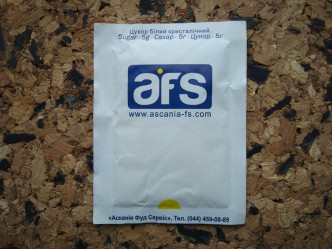 Цукор білий кристалічний.
Sugar - 5g Сахар - 5г Цукор - 5г
afs
www.ascania-fs.com
«Асканія Фуд Сервіс». Тел. (044) 459-08-85